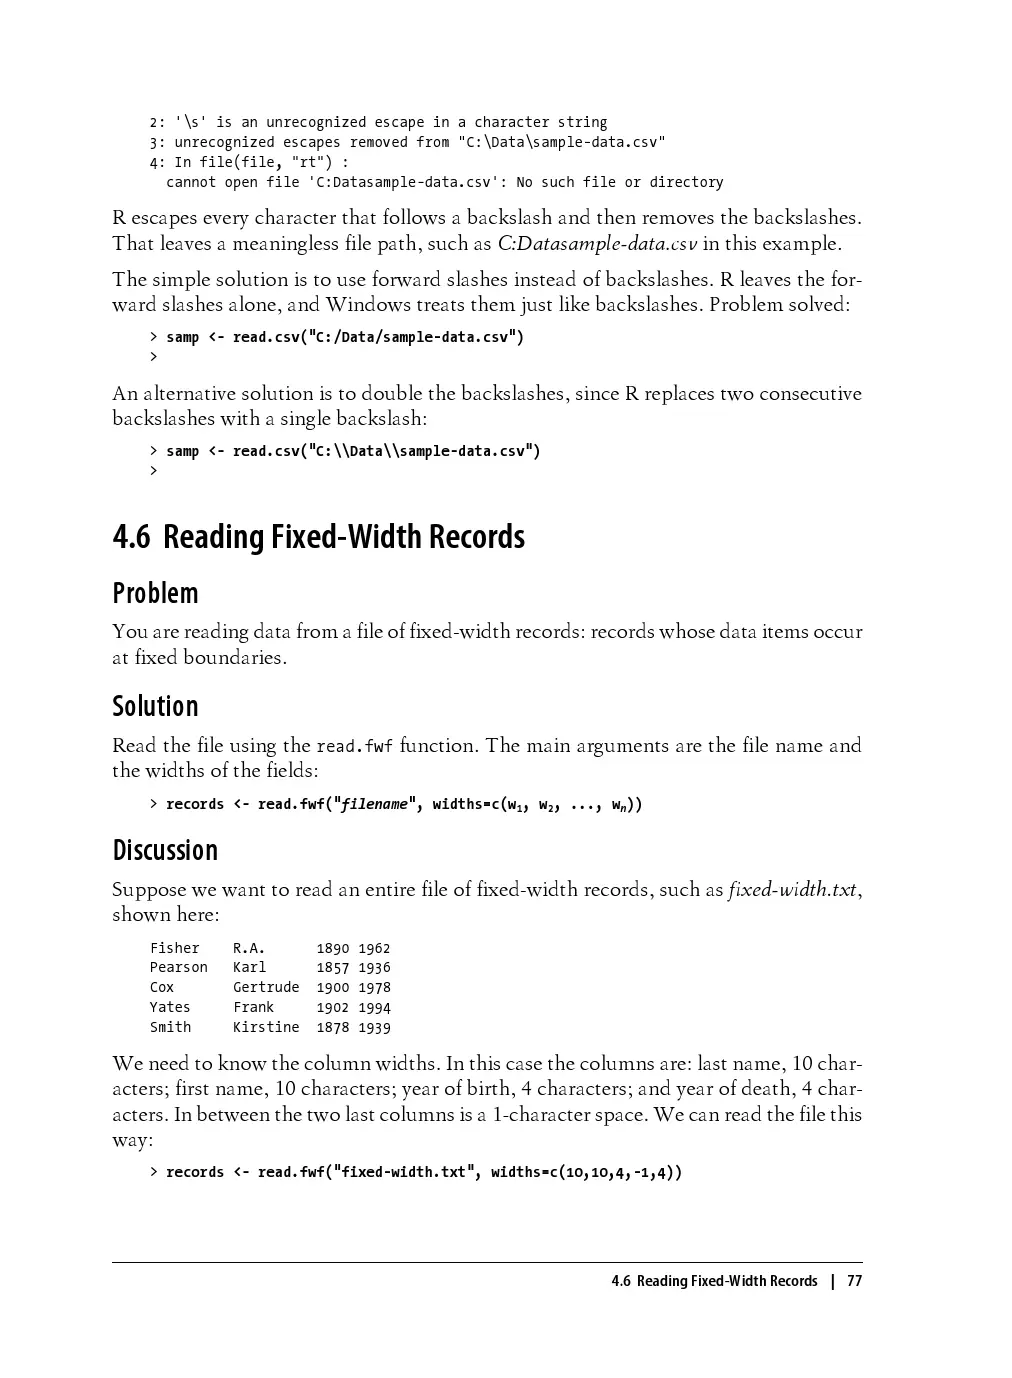 2: '\s' is an unrecognized escape in a character string
3: unrecognized escapes removed from "C:\Data\sample-data.csv"
4: In file(file, "rt") :
  cannot open file 'C:Datasample-data.csv': No such file or directory
R escapes every character that follows a backslash and then removes the backslashes.
That leaves a meaningless file path, such as C:Datasample-data.csv in this example.
The simple solution is to use forward slashes instead of backslashes. R leaves the for-
ward slashes alone, and Windows treats them just like backslashes. Problem solved:
> samp <- read.csv("C:/Data/sample-data.csv")
>
An alternative solution is to double the backslashes, since R replaces two consecutive
backslashes with a single backslash:
> samp <- read.csv("C:\\Data\\sample-data.csv")
>
4.6 Reading Fixed-Width Records
Problem
You are reading data from a file of fixed-width records: records whose data items occur
at fixed boundaries.
Solution
Read the file using the read.fwf function. The main arguments are the file name and
the widths of the fields:
> records <- read.fwf("filename", widths=c(w₁, w₂, ..., wₙ))
Discussion
Suppose we want to read an entire file of fixed-width records, such as fixed-width.txt,
shown here:
Fisher    R.A.      1890 1962
Pearson   Karl      1857 1936
Cox       Gertrude  1900 1978
Yates     Frank     1902 1994
Smith     Kirstine  1878 1939
We need to know the column widths. In this case the columns are: last name, 10 char-
acters; first name, 10 characters; year of birth, 4 characters; and year of death, 4 char-
acters. In between the two last columns is a 1-character space. We can read the file this
way:
> records <- read.fwf("fixed-width.txt", widths=c(10,10,4,-1,4))
4.6 Reading Fixed-Width Records | 77